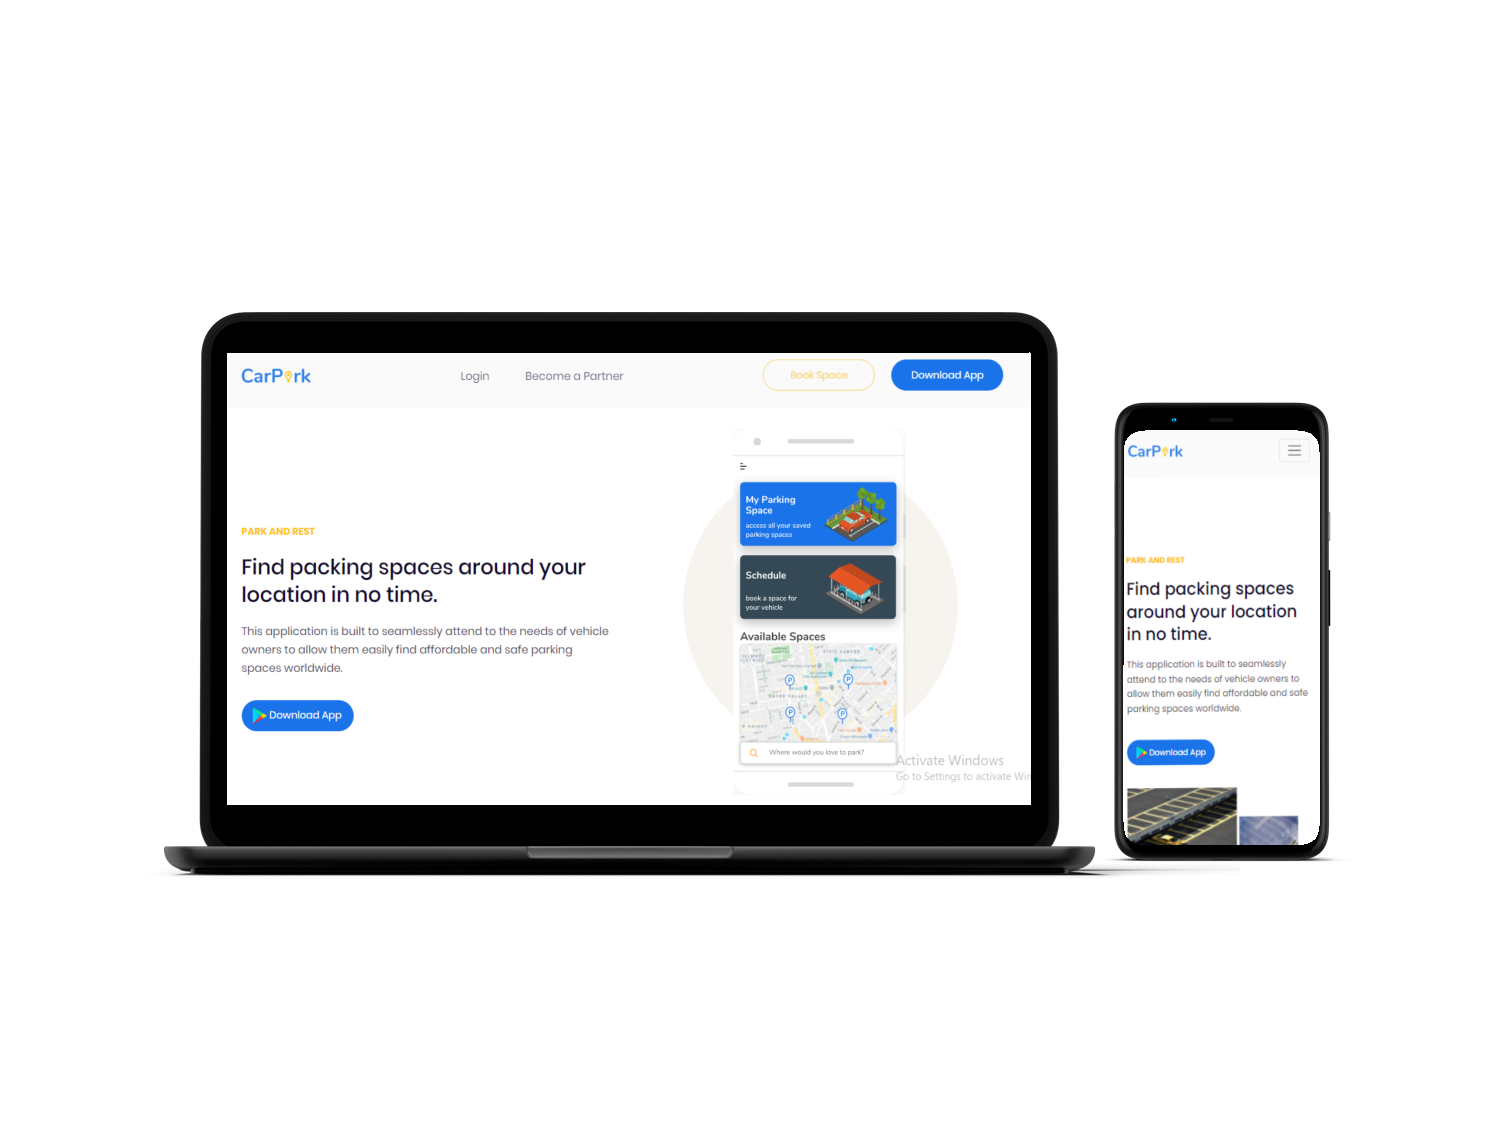 CarPark
Login
Become a Partner
Book Space
Download App
PARK AND REST
Find packing spaces around your
location in no time.
This application is built to seamlessly attend to the needs of vehicle
owners to allow them easily find affordable and safe parking
spaces worldwide.
Download App
My Parking
Space
access all your saved
parking spaces
Schedule
book a space for
your vehicle
Available Spaces
Where would you love to park?
Activate Windows
Go to Settings to activate Win
CarPark
PARK AND REST
Find packing spaces
around your location
in no time.
This application is built to seamlessly
attend to the needs of vehicle owners to
allow them easily find affordable and safe
parking spaces worldwide.
Download App